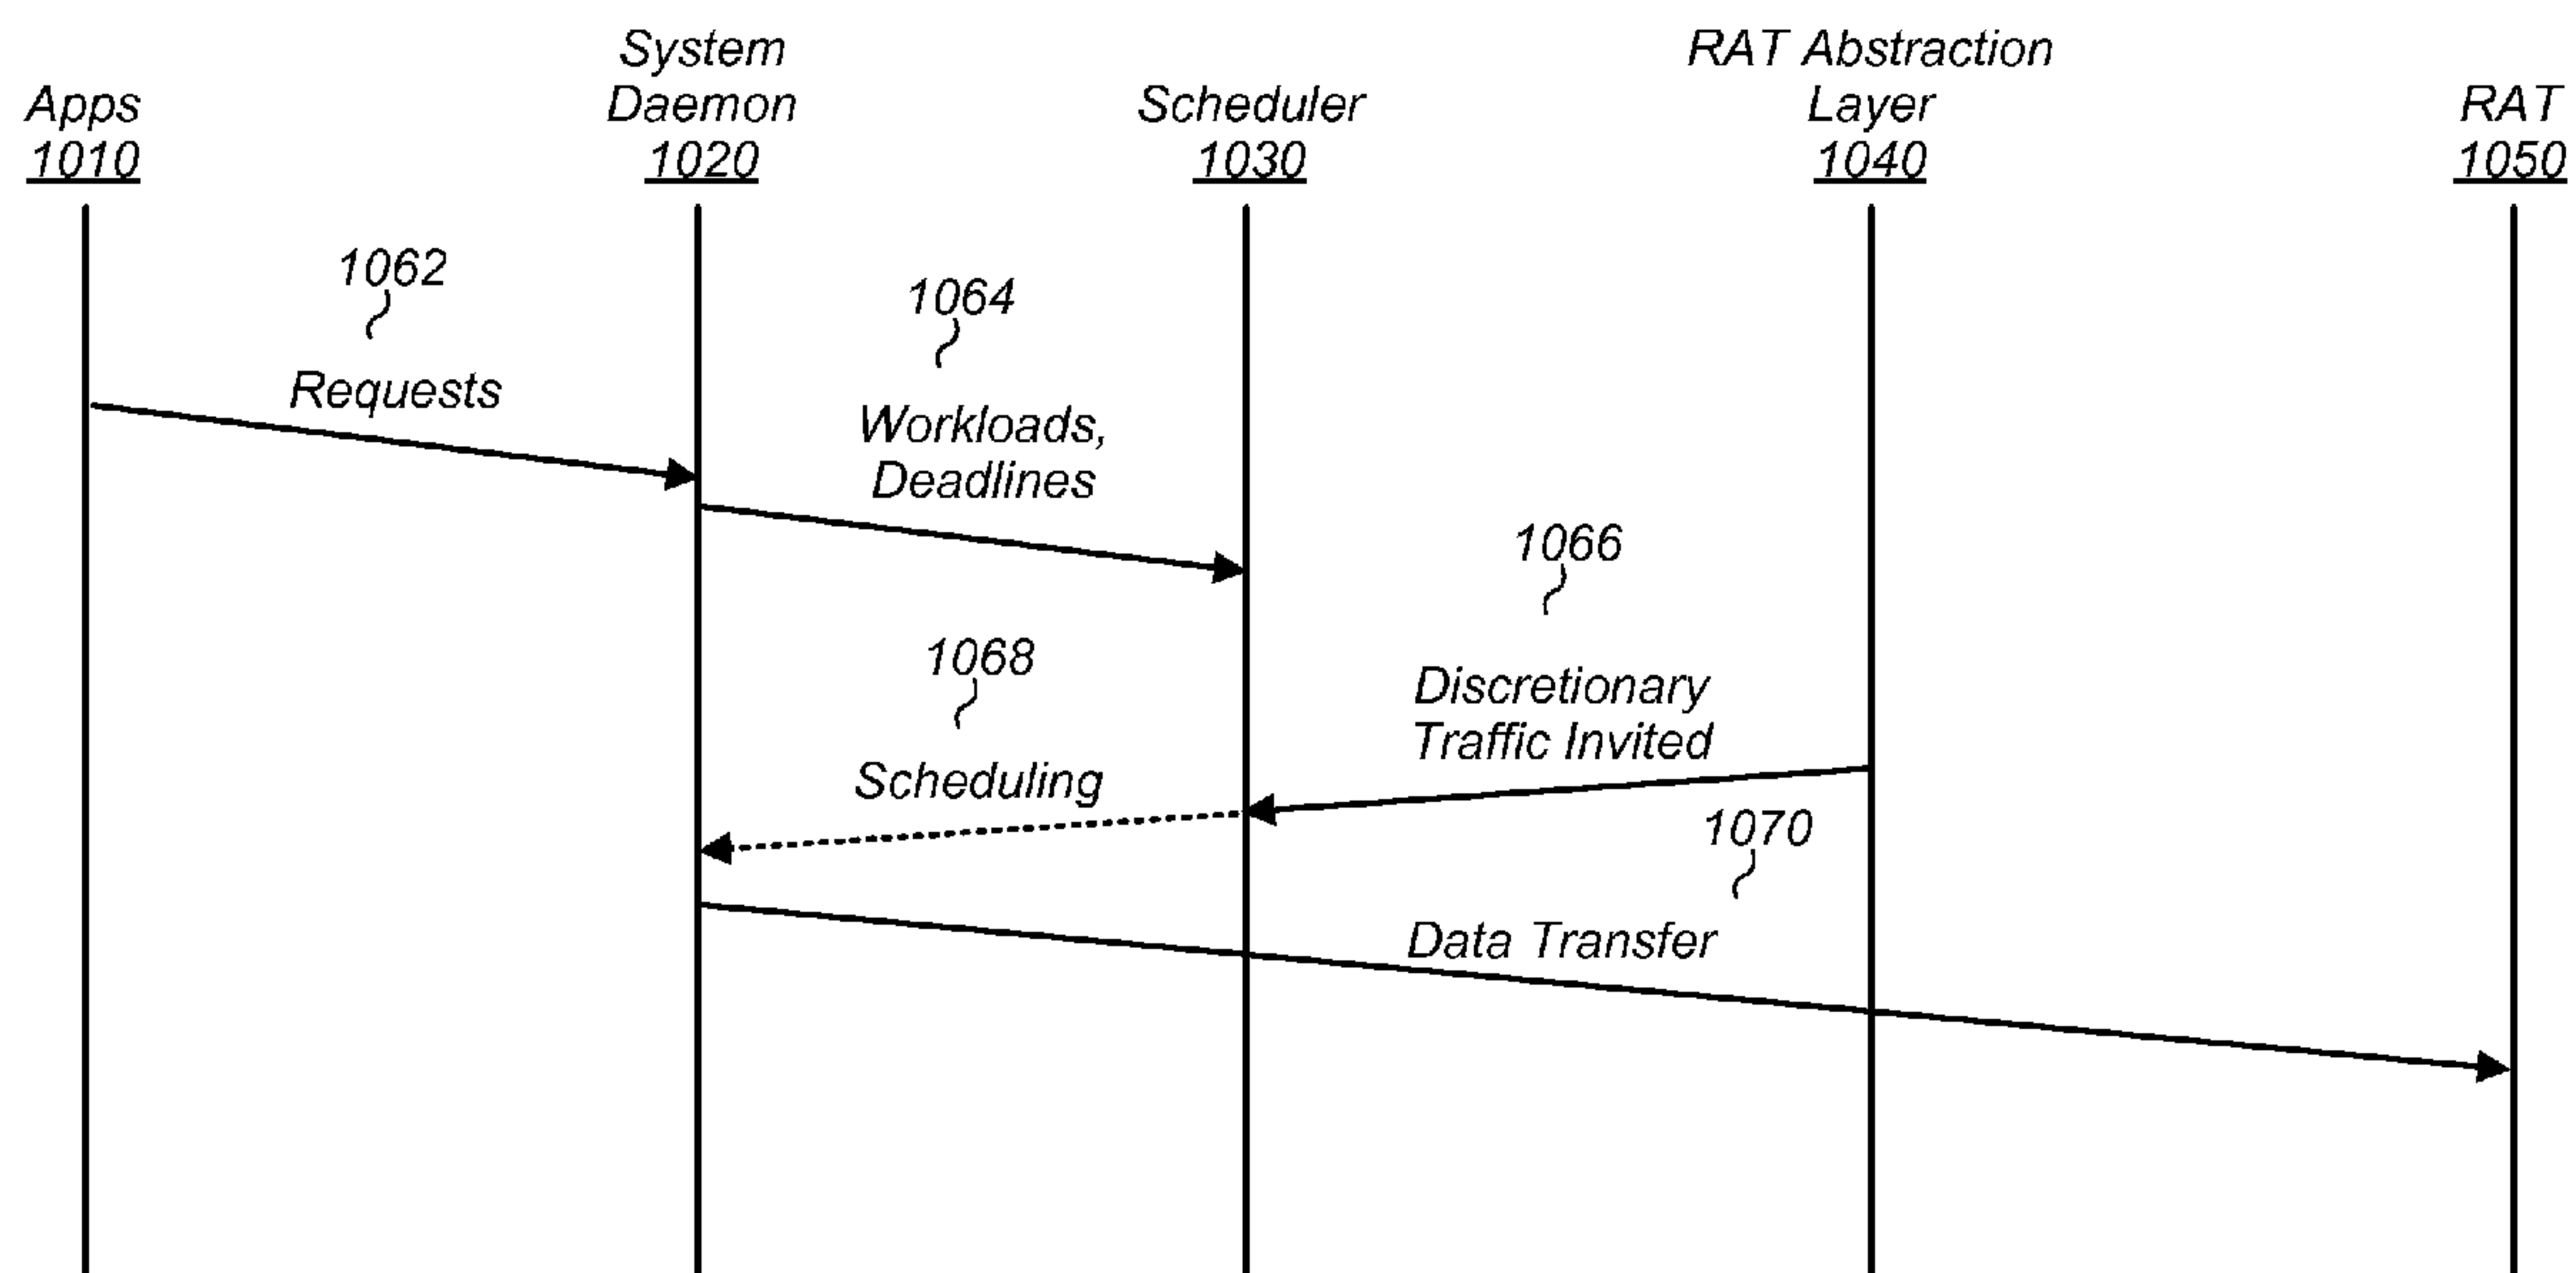 Apps
1010
System
Daemon
1020
Scheduler
1030
RAT Abstraction
Layer
1040
RAT
1050
1062
Requests
1064
Workloads,
Deadlines
1066
Discretionary
Traffic Invited
1068
Scheduling
1070
Data Transfer